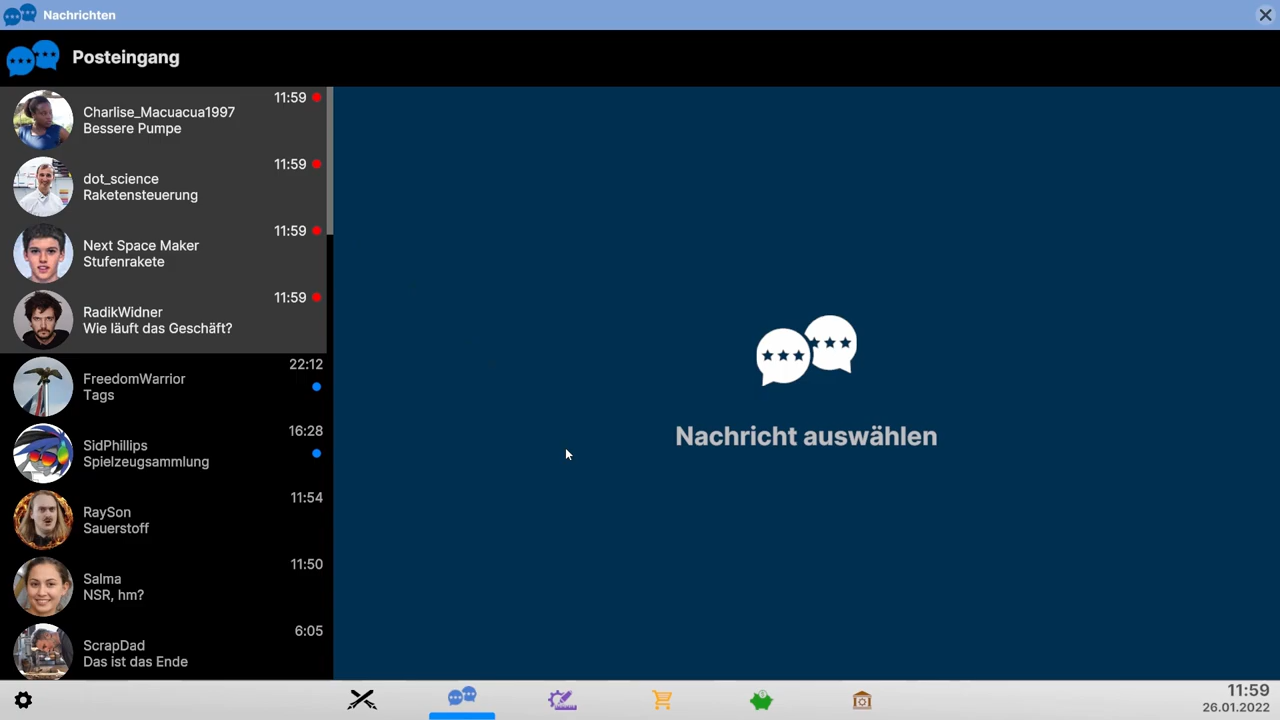 Nachrichten
Posteingang
11:59
Charlise_Macuacua1997
Bessere Pumpe
11:59
dot_science
Raketensteuerung
11:59
Next Space Maker
Stufenrakete
11:59
RadikWidner
Wie läuft das Geschäft?
22:12
FreedomWarrior
Tags
16:28
SidPhillips
Spielzeugsammlung
11:54
RaySon
Sauerstoff
11:50
Salma
NSR, hm?
6:05
ScrapDad
Das ist das Ende
Nachricht auswählen
11:59
26.01.2022